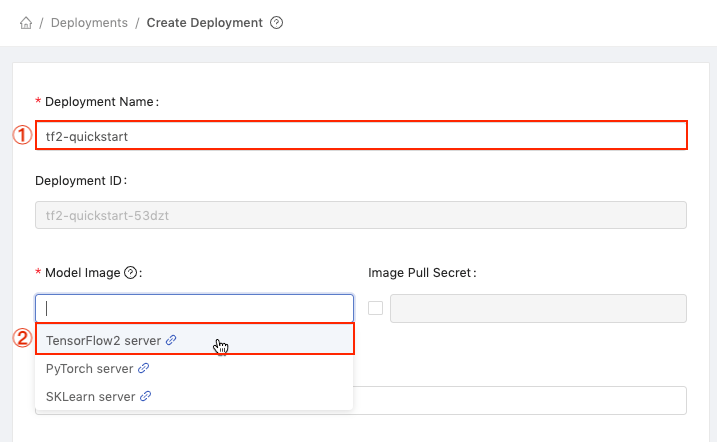 / Deployments / Create Deployment ?
* Deployment Name:
① tf2-quickstart
Deployment ID:
tf2-quickstart-53dzt
* Model Image ?: Image Pull Secret:
② TensorFlow2 server
PyTorch server
SKLearn server